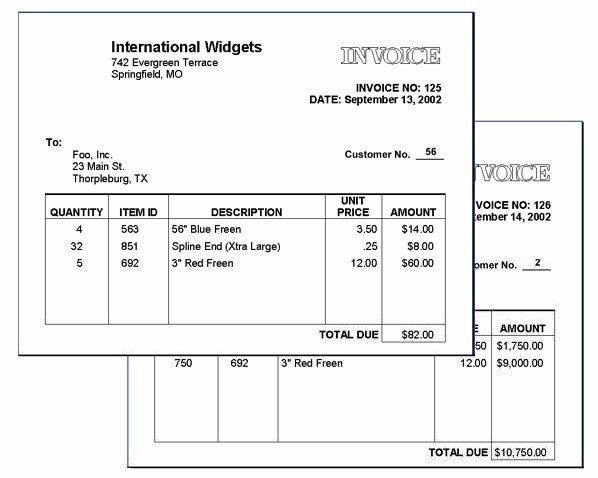 International Widgets
742 Evergreen Terrace
Springfield, MO
INVOICE
INVOICE NO: 125
DATE: September 13, 2002
To:
Foo, Inc.
23 Main St.
Thorpleburg, TX
Customer No. 56
QUANTITY ITEM ID DESCRIPTION UNIT PRICE AMOUNT
4 563 56" Blue Freen 3.50 $14.00
32 851 Spline End (Xtra Large) .25 $8.00
5 692 3" Red Freen 12.00 $60.00
TOTAL DUE $82.00
VOICE
VOICE NO: 126
ember 14, 2002
omer No. 2
E AMOUNT
50 $1,750.00
750 692 3" Red Freen 12.00 $9,000.00
TOTAL DUE $10,750.00